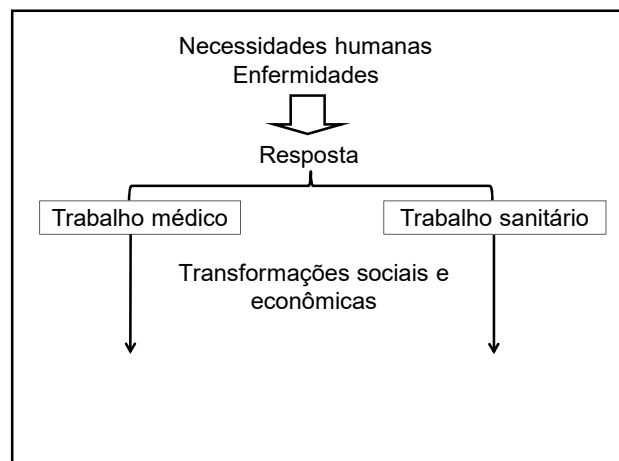 Necessidades humanas
Enfermidades
Resposta
Trabalho médico
Trabalho sanitário
Transformações sociais e
econômicas